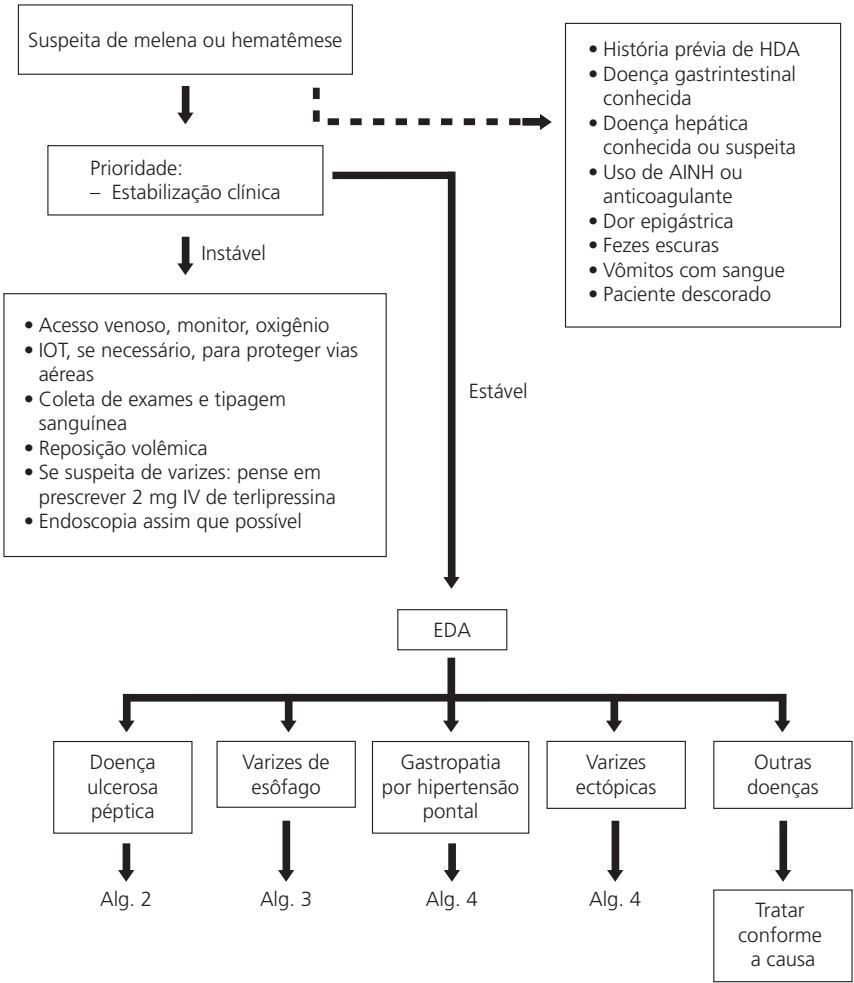 Suspeita de melena ou hematêmese
• História prévia de HDA
• Doença gastrintestinal
conhecida
• Doença hepática
conhecida ou suspeita
• Uso de AINH ou
anticoagulante
• Dor epigástrica
• Fezes escuras
• Vômitos com sangue
• Paciente descorado
Prioridade:
– Estabilização clínica
Instável
• Acesso venoso, monitor, oxigênio
• IOT, se necessário, para proteger vias
aéreas
• Coleta de exames e tipagem
sanguínea
• Reposição volêmica
• Se suspeita de varizes: pense em
prescrever 2 mg IV de terlipressina
• Endoscopia assim que possível
Estável
EDA
Doença
ulcerosa
péptica
Varizes de
esôfago
Gastropatia
por hipertensão
pontal
Varizes
ectópicas
Outras
doenças
Alg. 2
Alg. 3
Alg. 4
Alg. 4
Tratar
conforme
a causa